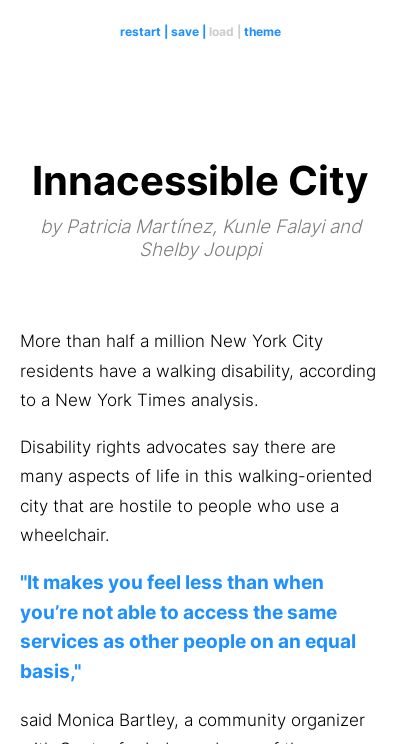 restart | save | load | theme
Innacessible City
by Patricia Martínez, Kunle Falayi and
Shelby Jouppi
More than half a million New York City
residents have a walking disability, according
to a New York Times analysis.
Disability rights advocates say there are
many aspects of life in this walking-oriented
city that are hostile to people who use a
wheelchair.
"It makes you feel less than when
you’re not able to access the same
services as other people on an equal
basis,"
said Monica Bartley, a community organizer